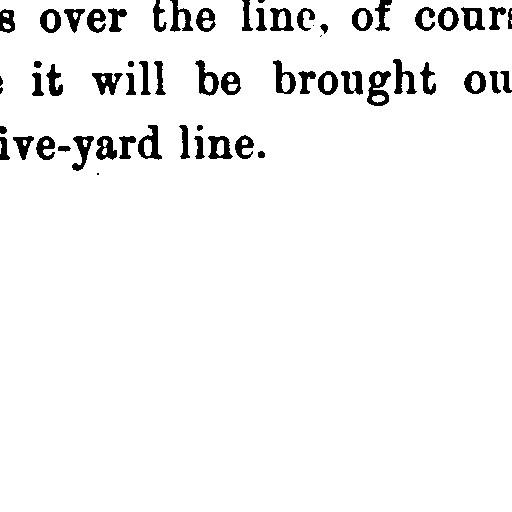 s over the line, of cours
it will be brought ou
ive-yard line.